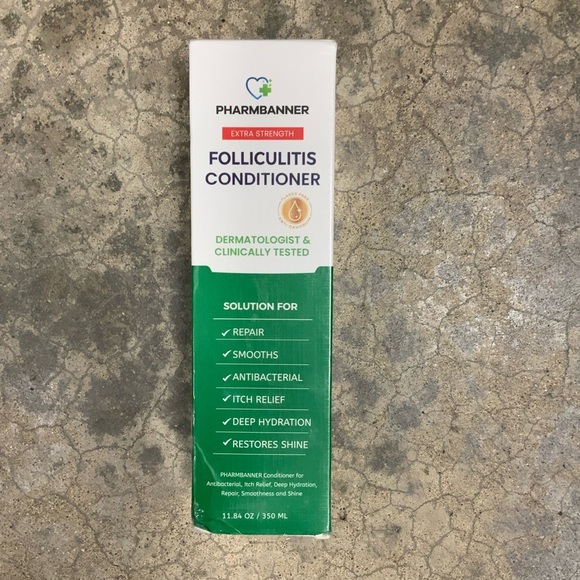 PHARMBANNER
EXTRA STRENGTH
FOLLICULITIS
CONDITIONER
DERMATOLOGIST &
CLINICALLY TESTED
SOLUTION FOR
REPAIR
SMOOTHS
ANTIBACTERIAL
ITCH RELIEF
DEEP HYDRATION
RESTORES SHINE
PHARMBANNER Conditioner for
Antibacterial, Itch Relief, Deep Hydration,
Repair, Smoothness and Shine
11.84 OZ / 350 ML